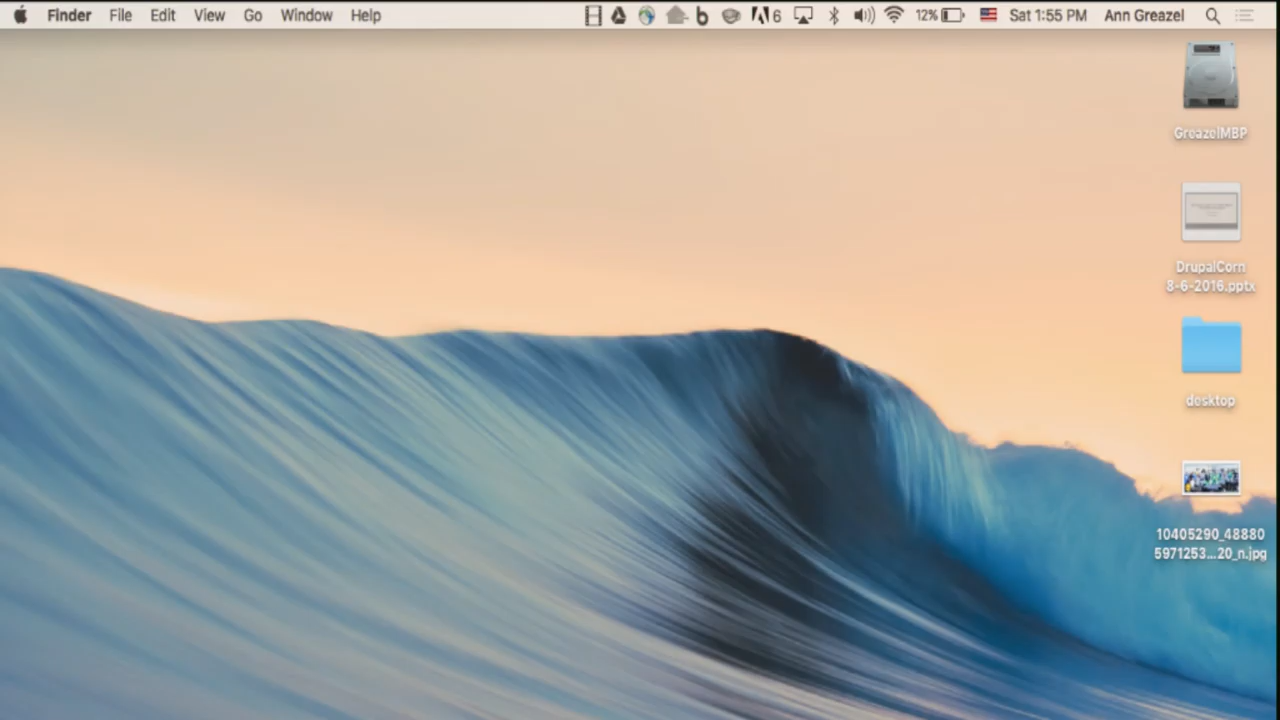 Finder File Edit View Go Window Help 6 12% Sat 1:55 PM Ann Greazel
GreazelMBP
DrupalCorn
8-6-2016.pptx
desktop
10405290_48880
5971253...20_n.jpg